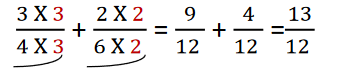 3 X 3 / 4 X 3 + 2 X 2 / 6 X 2 = 9 / 12 + 4 / 12 = 13 / 12